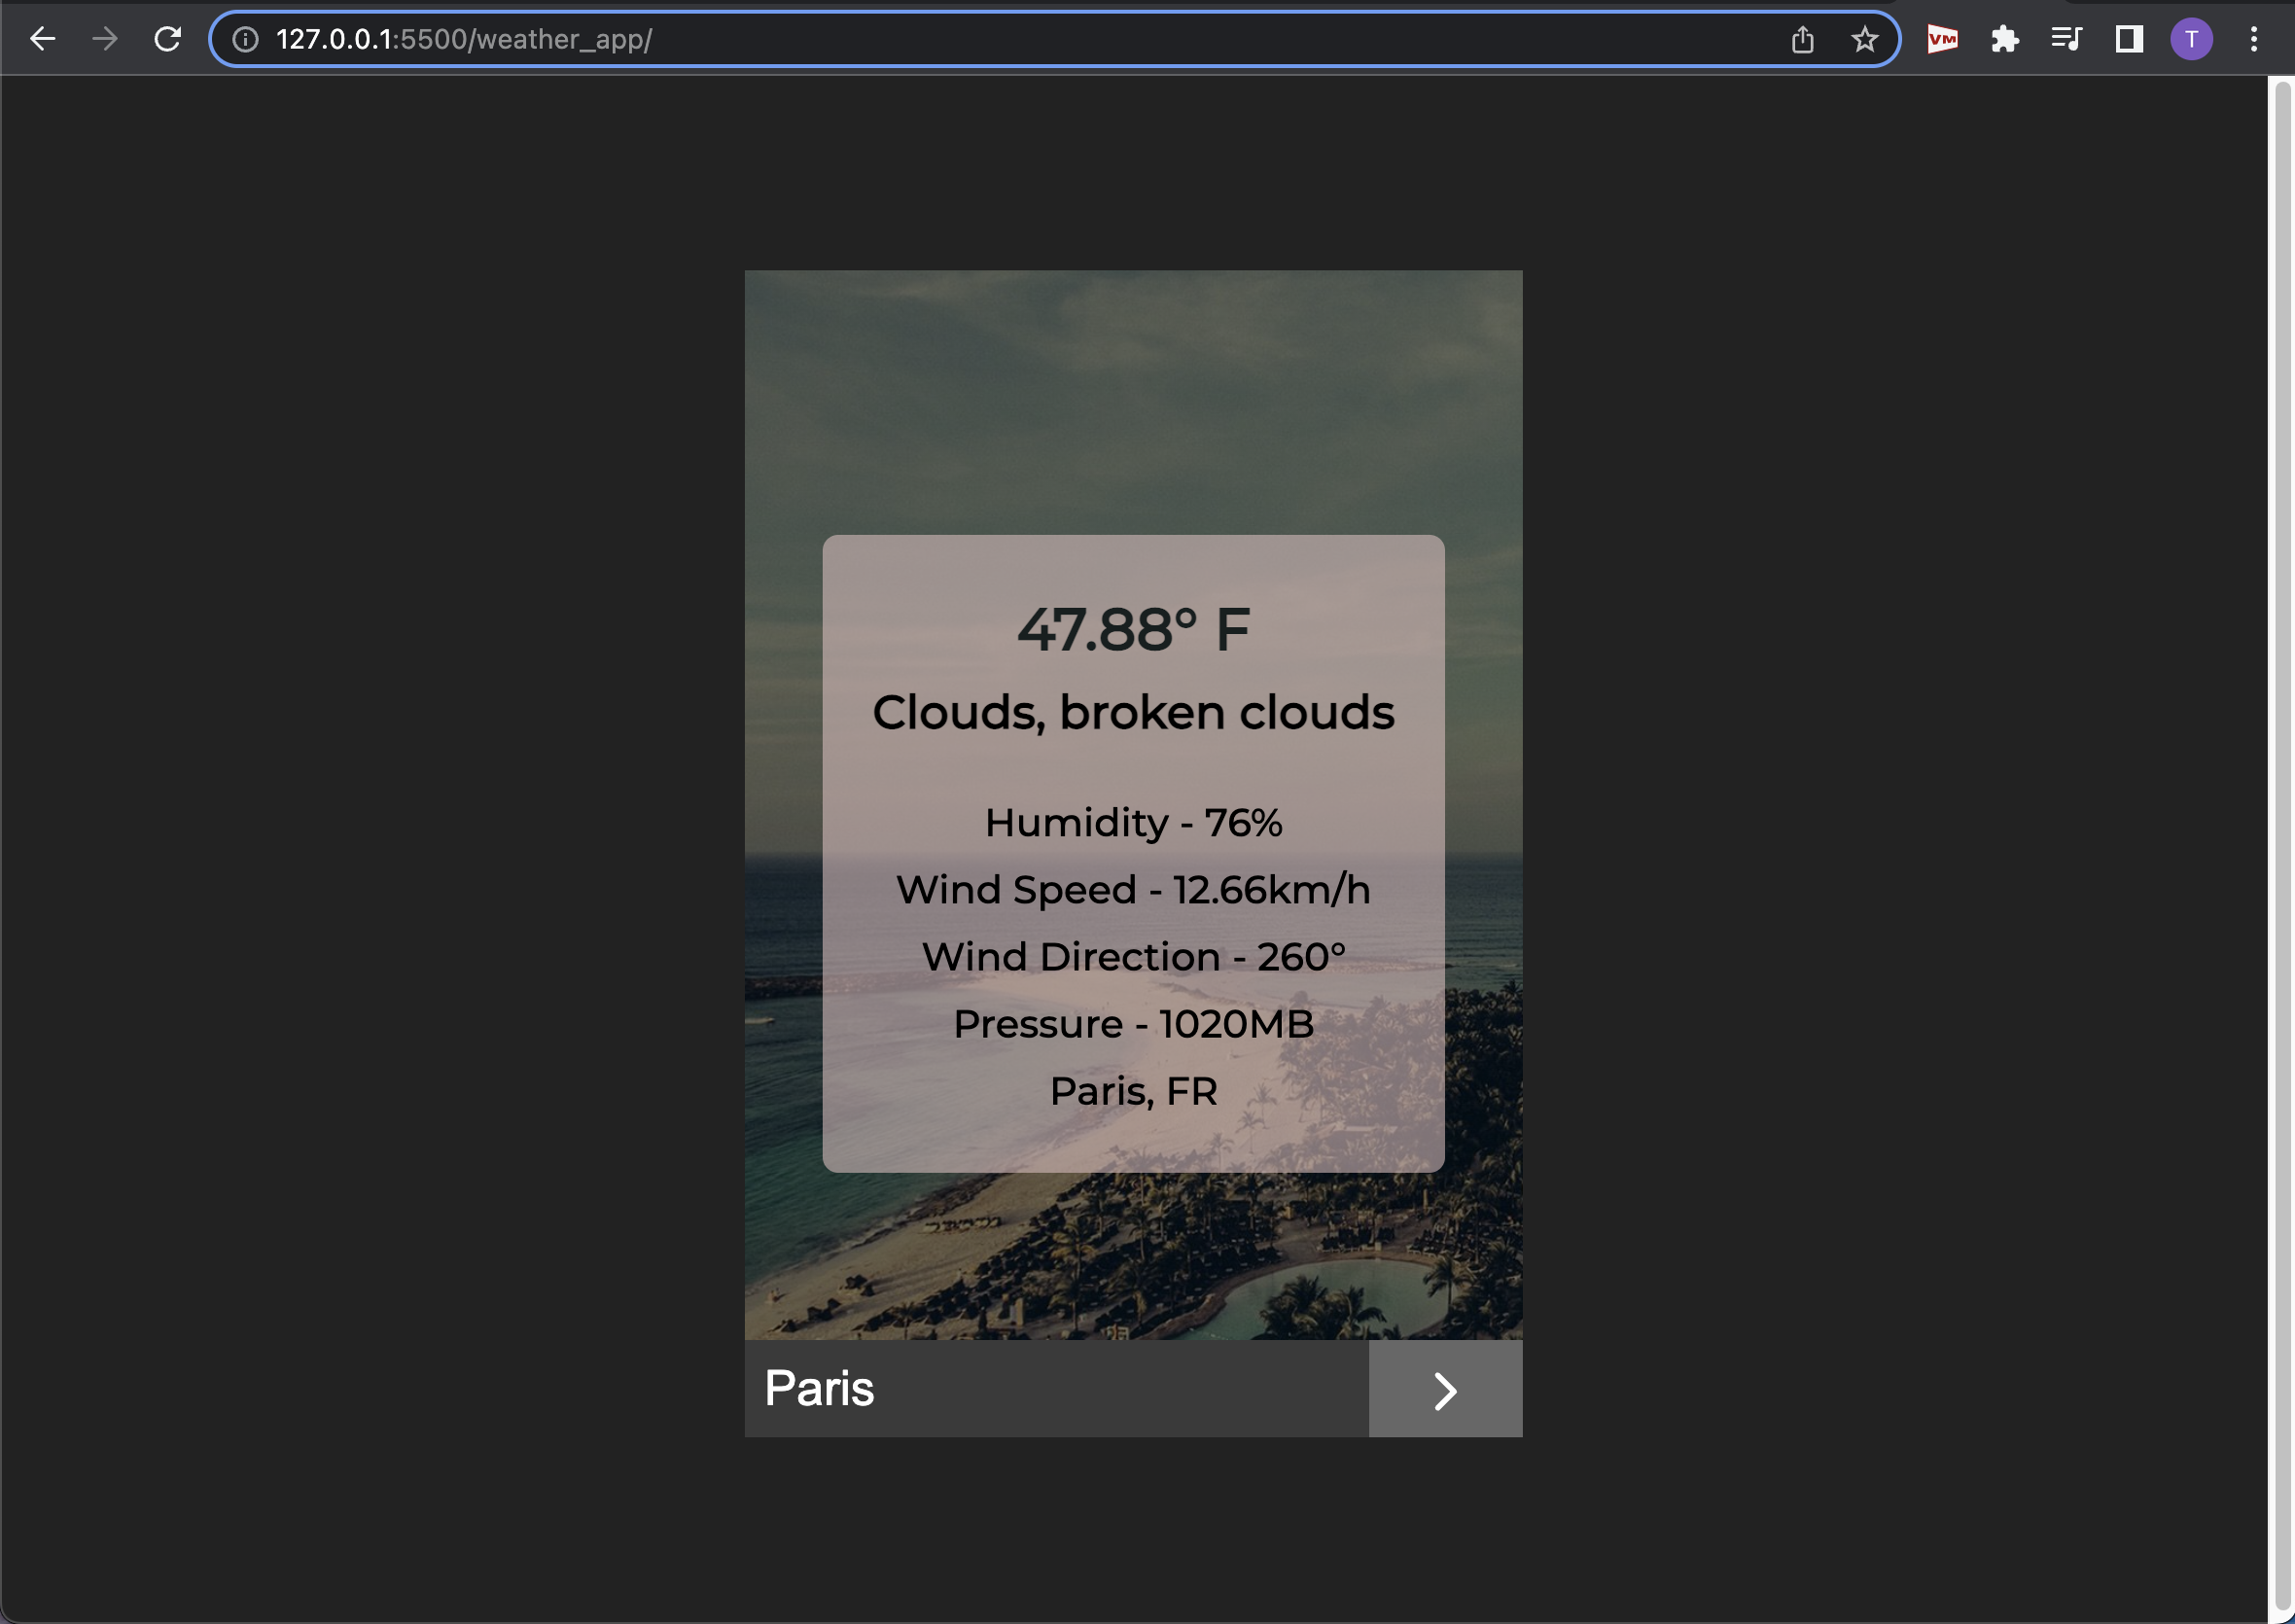 127.0.0.1:5500/weather_app/
VM
T
47.88° F
Clouds, broken clouds
Humidity - 76%
Wind Speed - 12.66km/h
Wind Direction - 260°
Pressure - 1020MB
Paris, FR
Paris